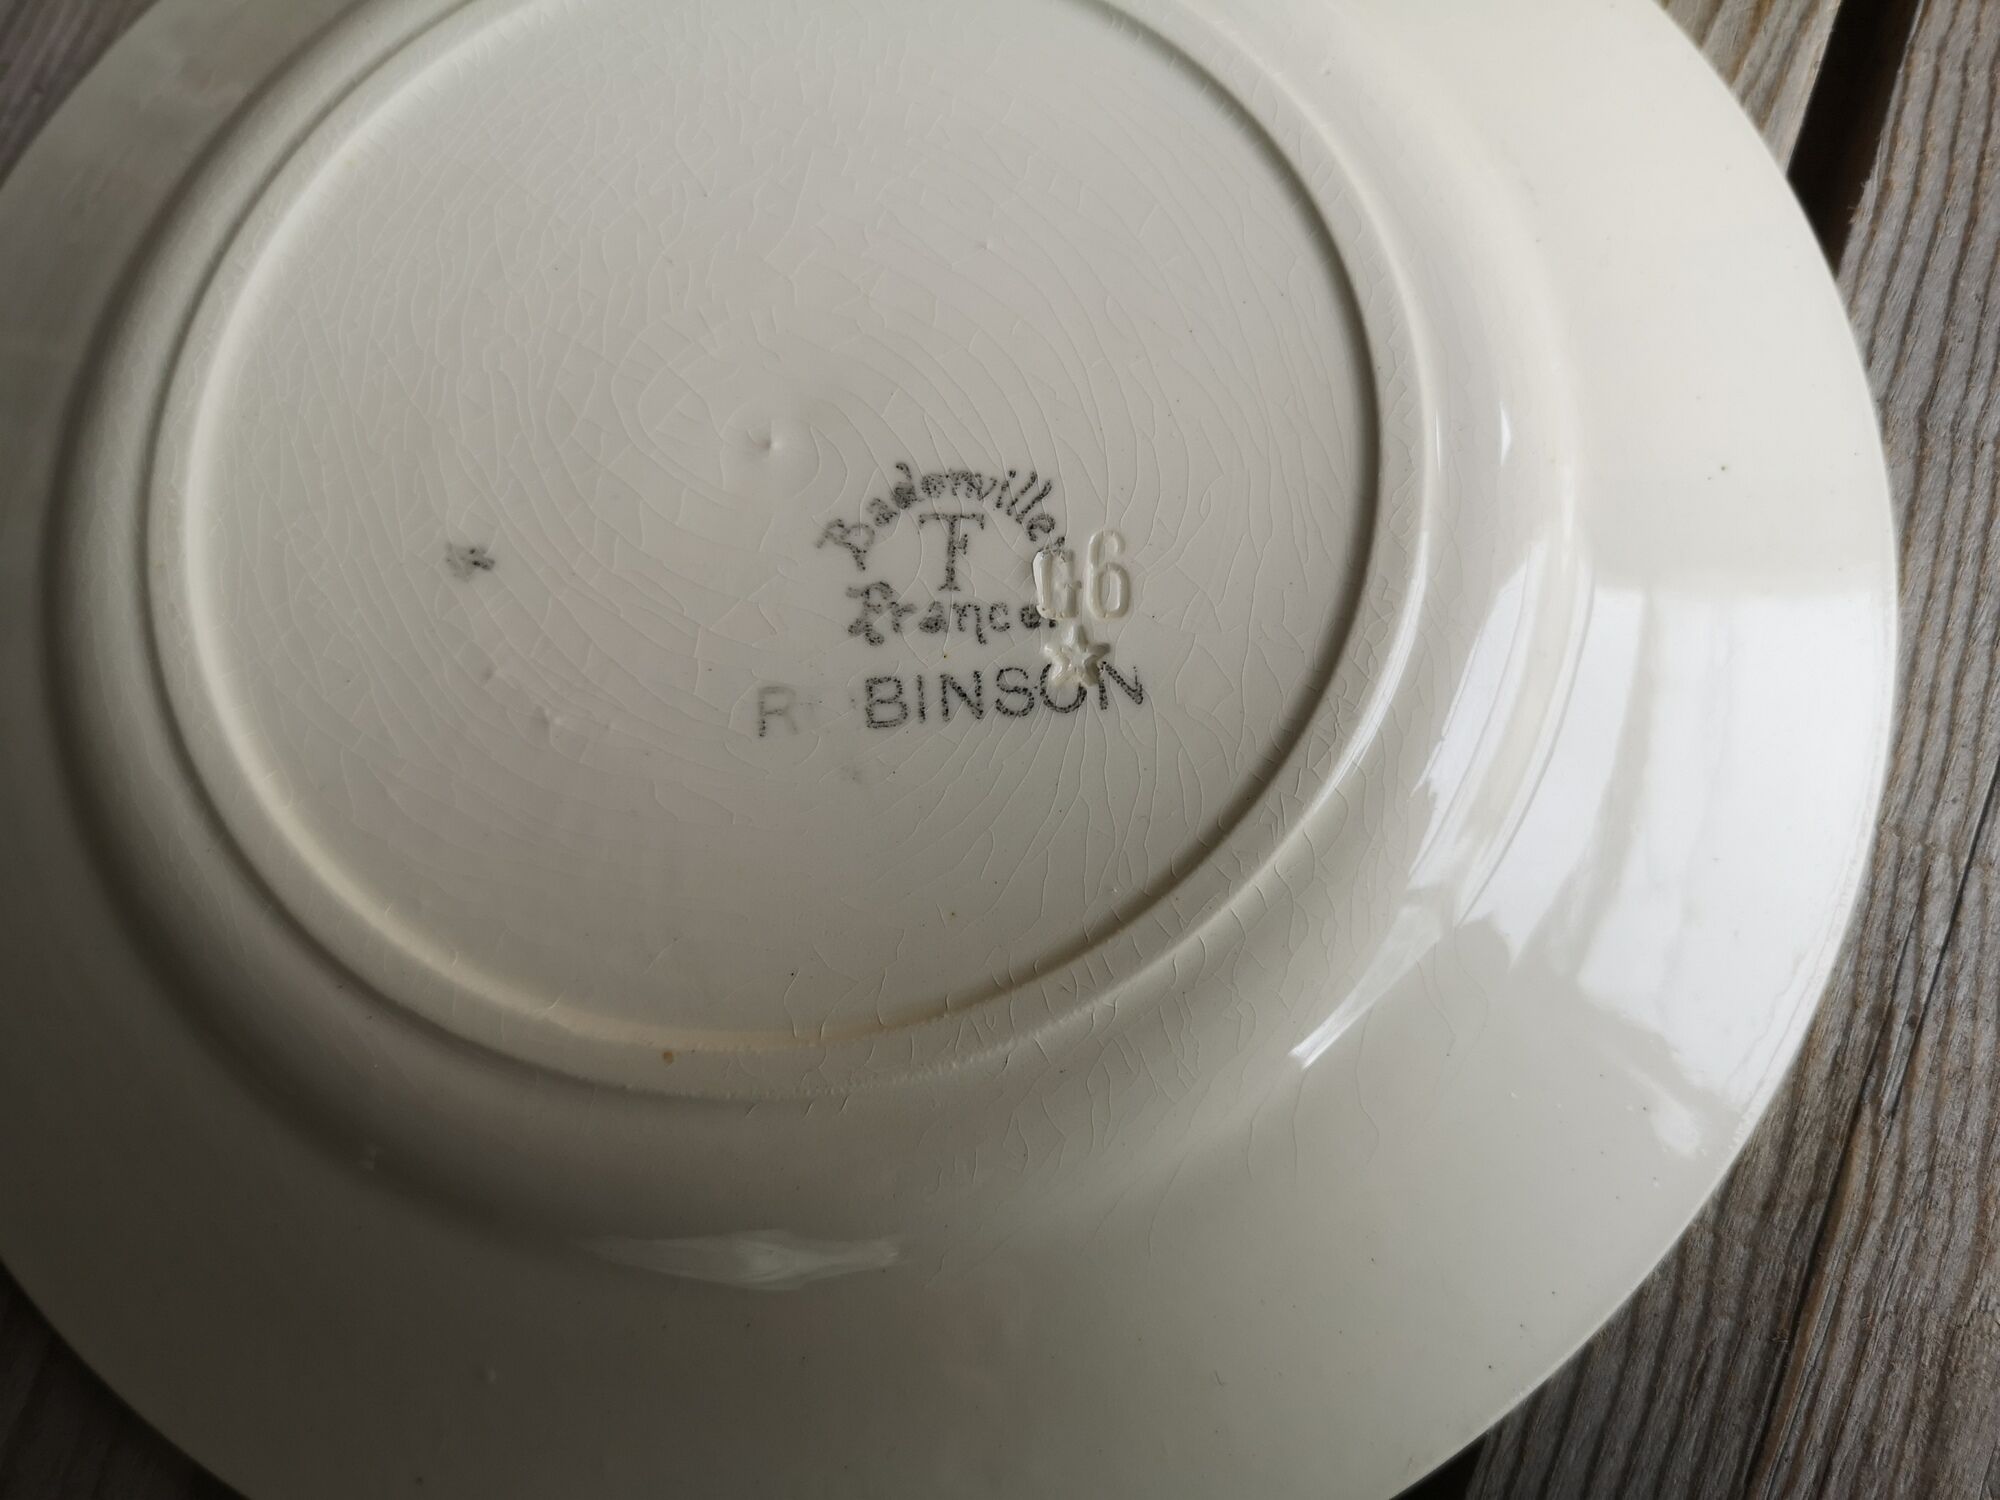 Badonviller
F
France
G6
R BINSON